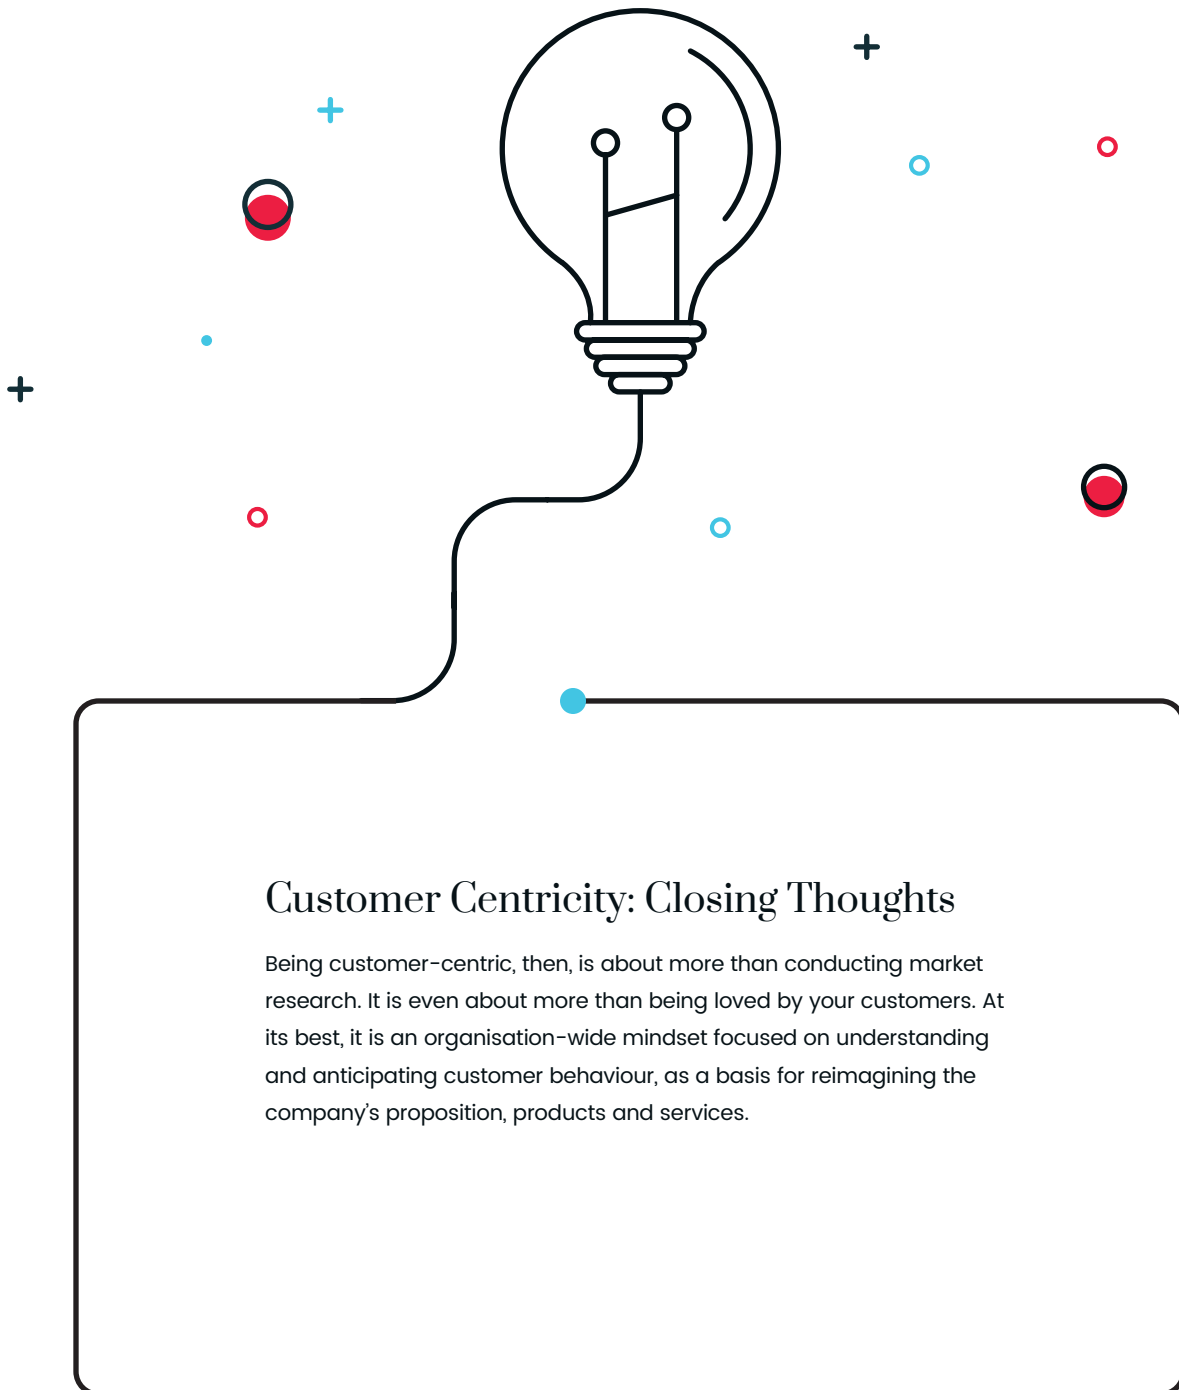 Customer Centricity: Closing Thoughts
Being customer-centric, then, is about more than conducting market
research. It is even about more than being loved by your customers. At
its best, it is an organisation-wide mindset focused on understanding
and anticipating customer behaviour, as a basis for reimagining the
company’s proposition, products and services.